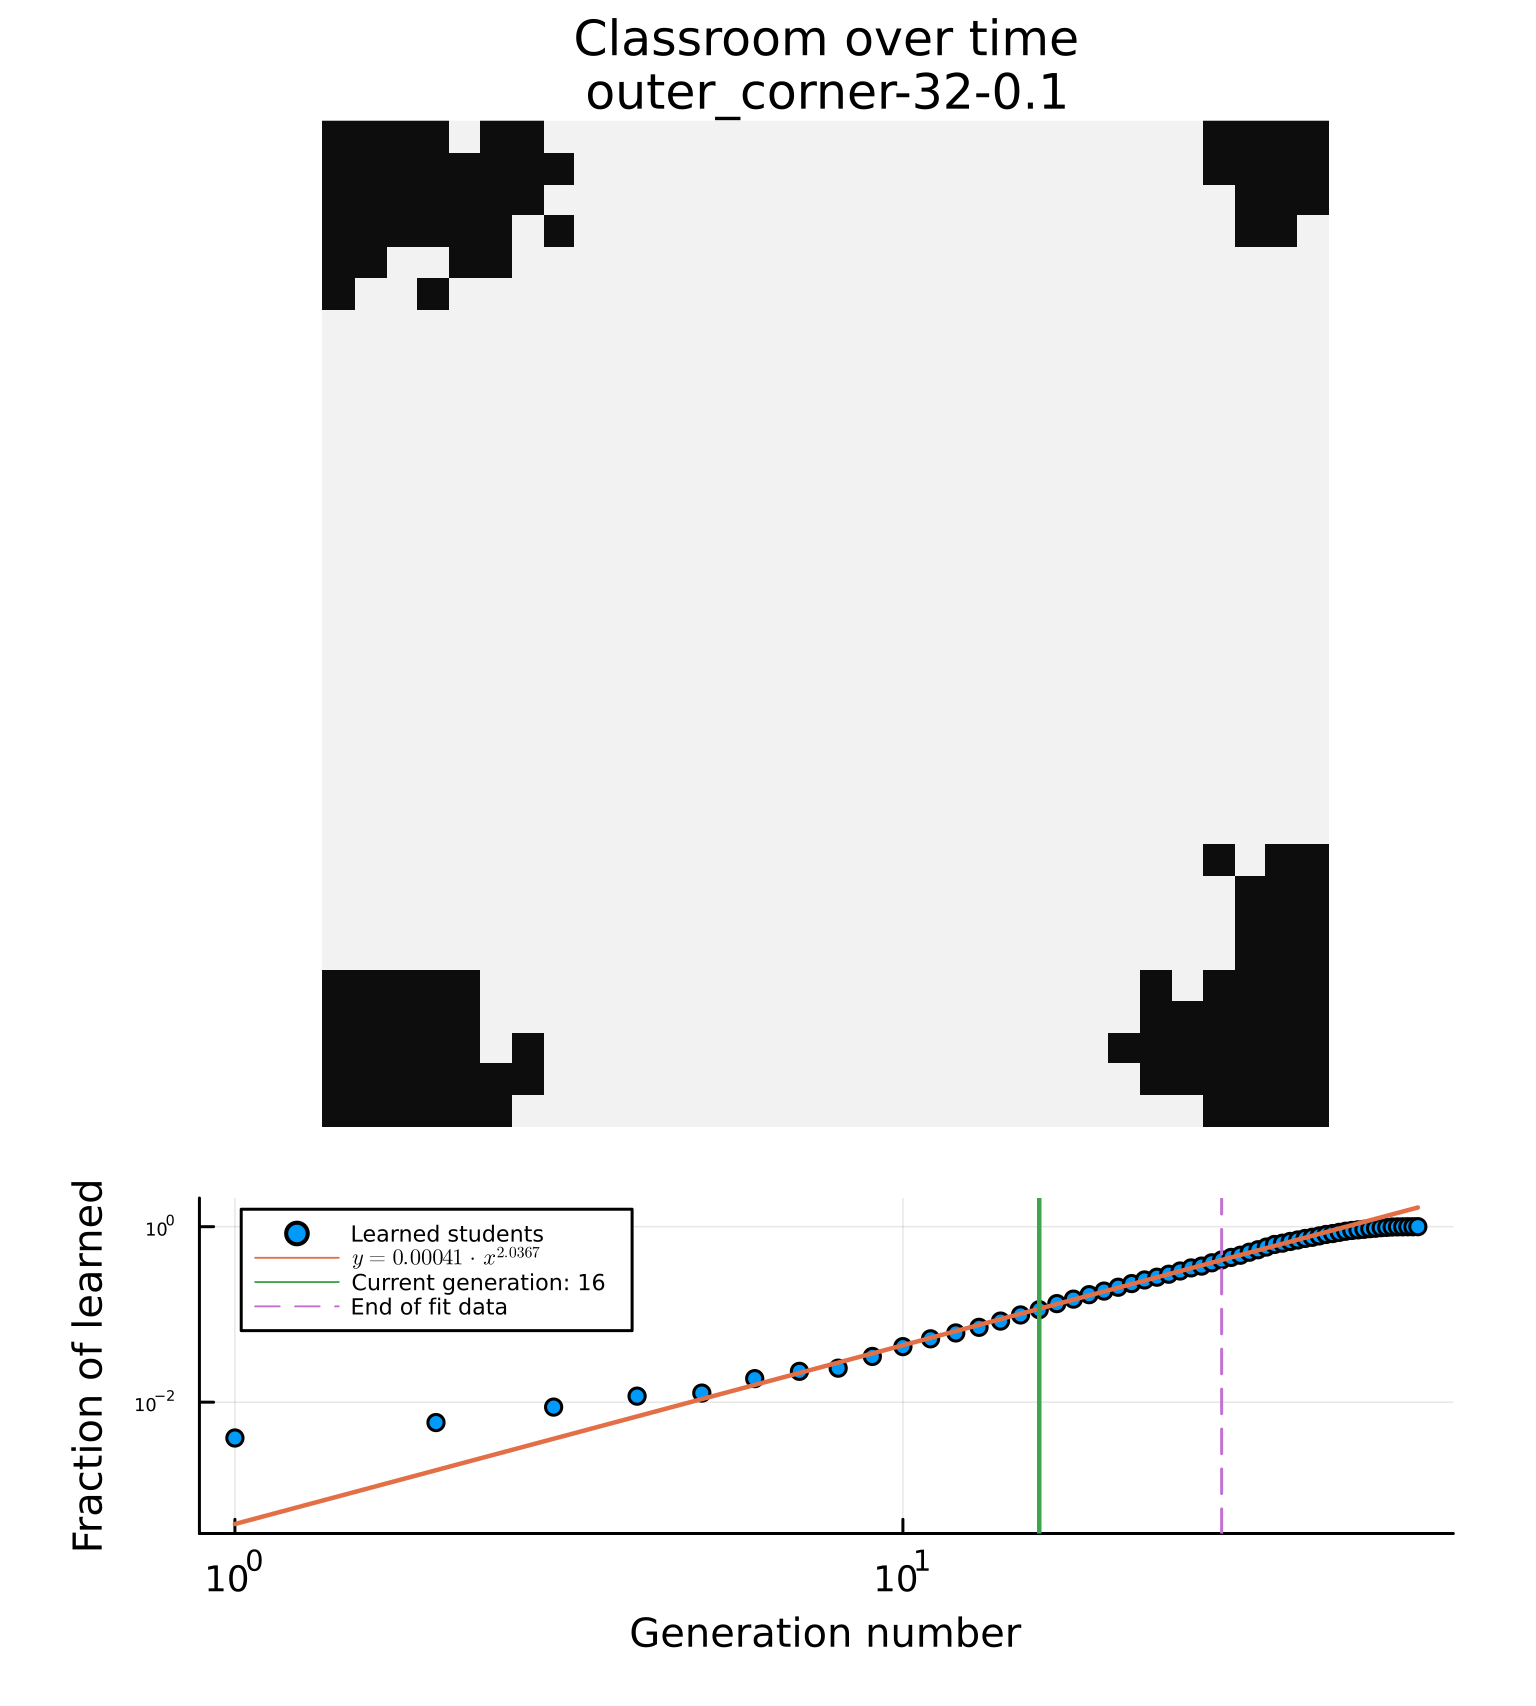 Classroom over time
outer_corner-32-0.1
Fraction of learned
10^0
10^−2
Learned students
y = 0.00041 · x^2.0367
Current generation: 16
End of fit data
10^0
10^1
Generation number